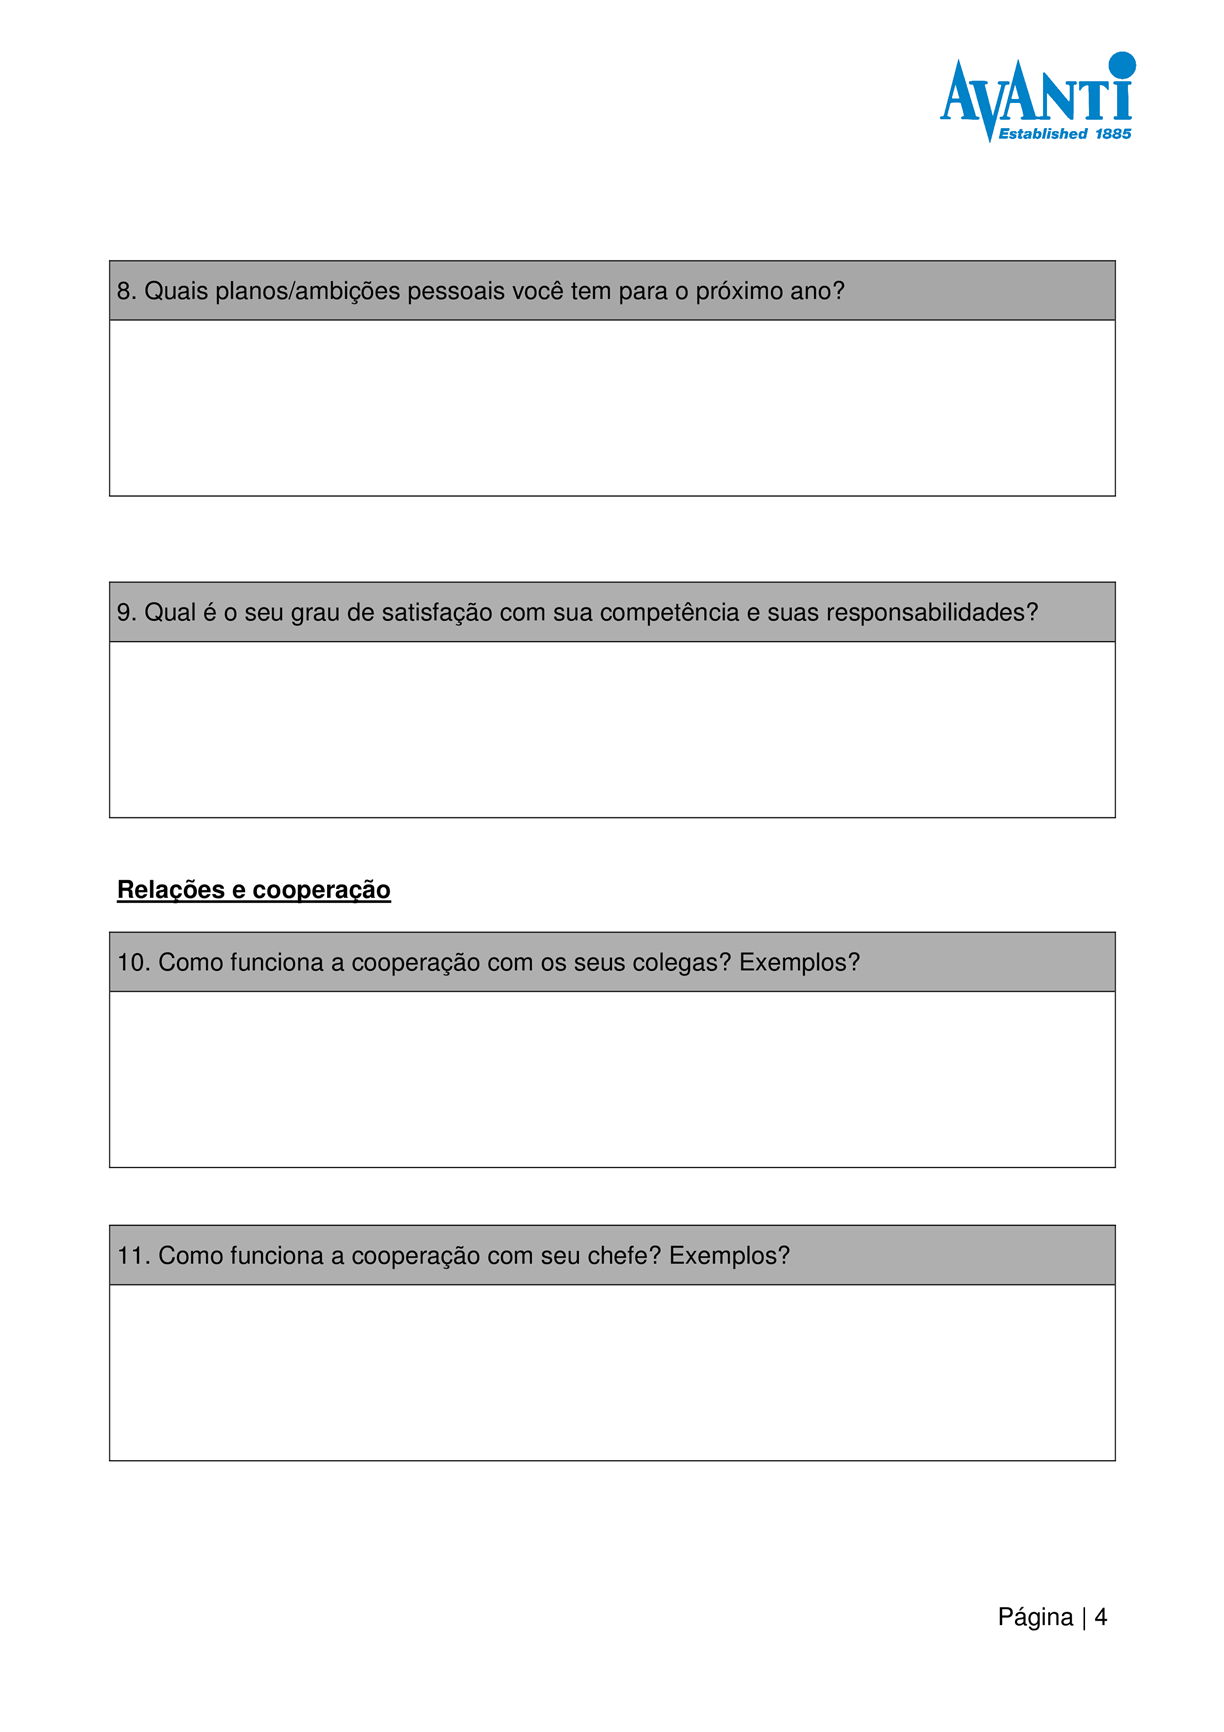 AVANTI
Established 1885
8. Quais planos/ambições pessoais você tem para o próximo ano?
9. Qual é o seu grau de satisfação com sua competência e suas responsabilidades?
Relações e cooperação
10. Como funciona a cooperação com os seus colegas? Exemplos?
11. Como funciona a cooperação com seu chefe? Exemplos?
Página | 4